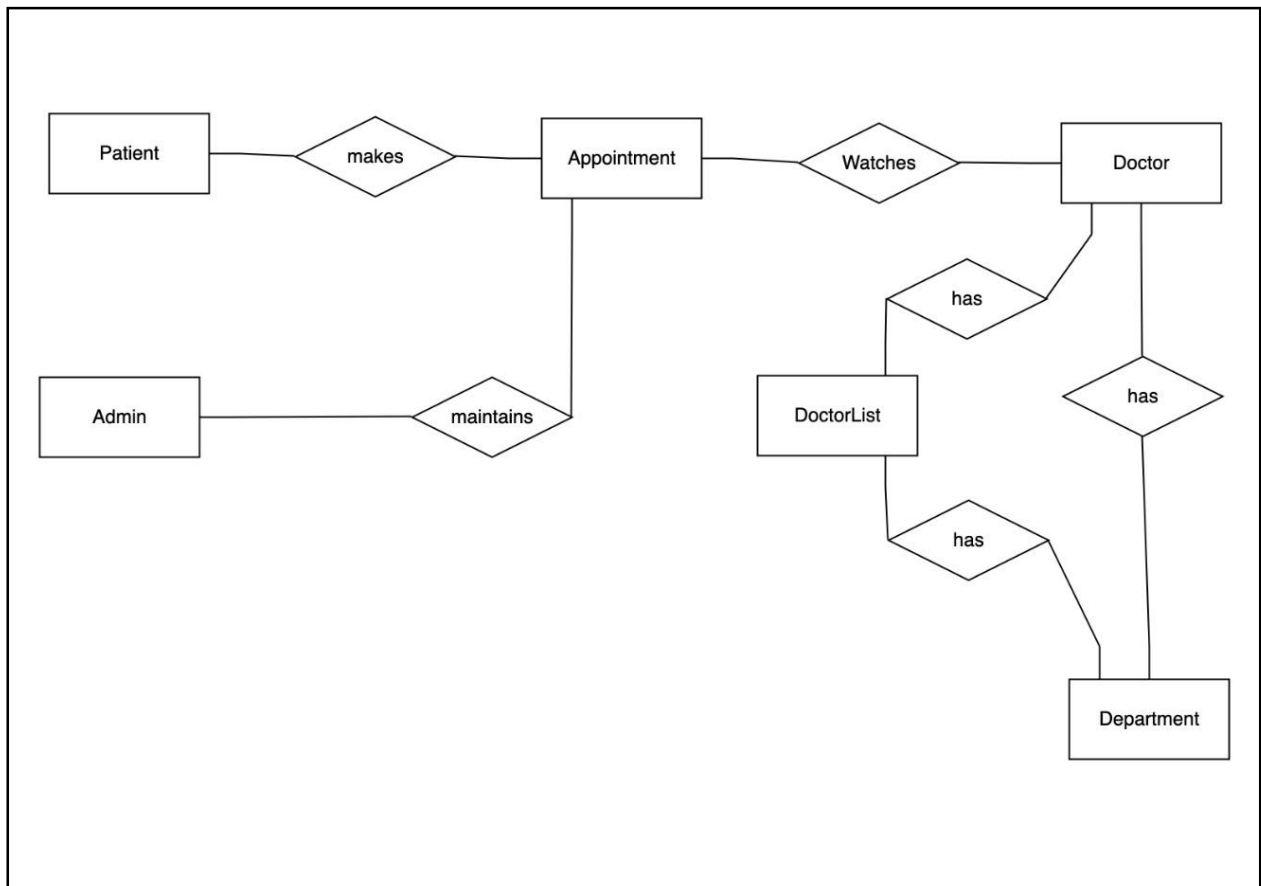 Patient
makes
Appointment
Watches
Doctor
has
Admin
maintains
DoctorList
has
has
Department